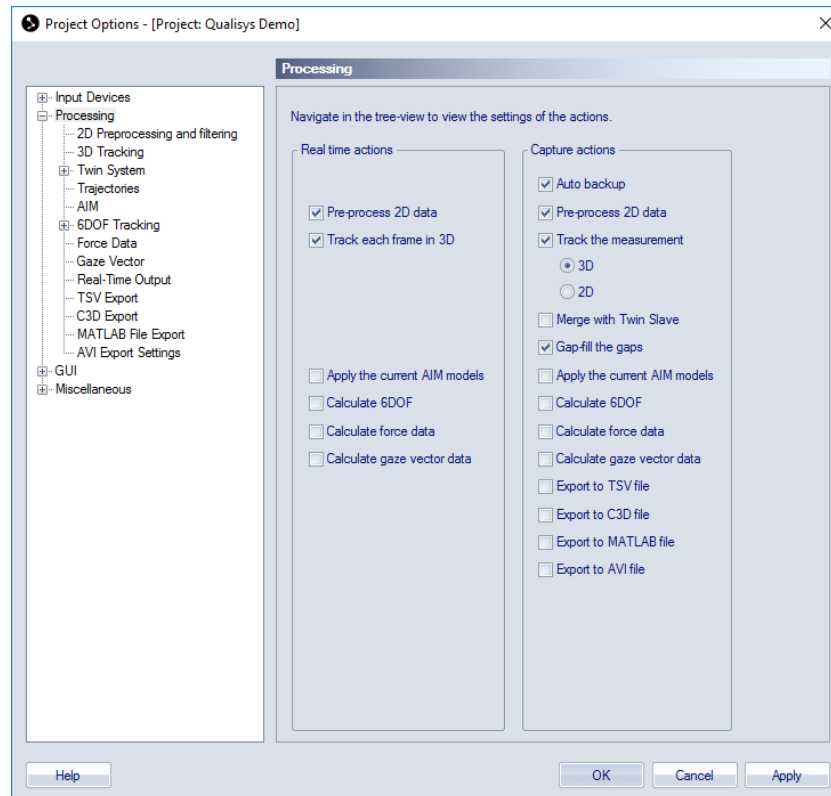 Project Options - [Project: Qualisys Demo]
Processing
Input Devices
Processing
2D Preprocessing and filtering
3D Tracking
Twin System
Trajectories
AIM
6DOF Tracking
Force Data
Gaze Vector
Real-Time Output
TSV Export
C3D Export
MATLAB File Export
AVI Export Settings
GUI
Miscellaneous
Navigate in the tree-view to view the settings of the actions.
Real time actions
Pre-process 2D data
Track each frame in 3D
Apply the current AIM models
Calculate 6DOF
Calculate force data
Calculate gaze vector data
Capture actions
Auto backup
Pre-process 2D data
Track the measurement
3D
2D
Merge with Twin Slave
Gap-fill the gaps
Apply the current AIM models
Calculate 6DOF
Calculate force data
Calculate gaze vector data
Export to TSV file
Export to C3D file
Export to MATLAB file
Export to AVI file
Help
OK
Cancel
Apply